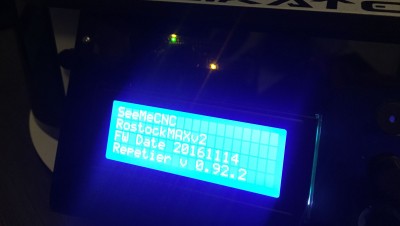 SeeMeCNC
RostockMAXv2
FW Date 20161114
Repetier v 0.92.2